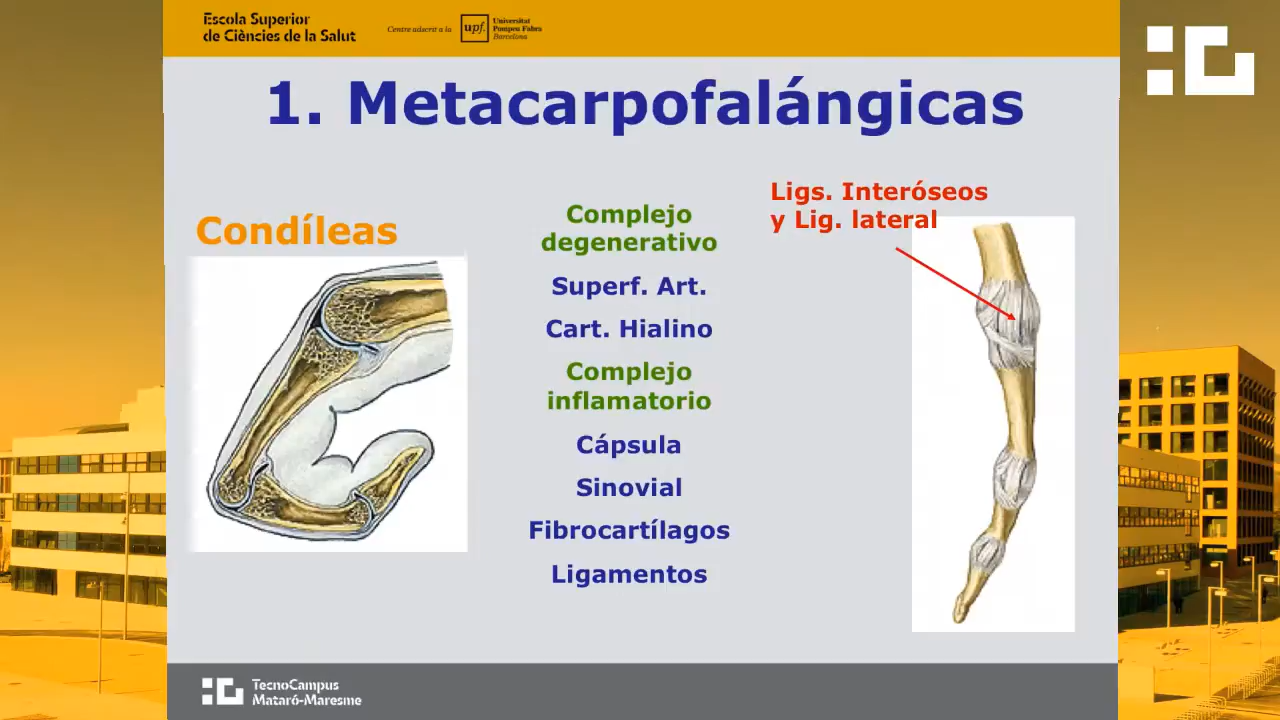 Escola Superior
de Ciències de la Salut
Centre adscrit a la
upf.
Universitat
Pompeu Fabra
Barcelona
1. Metacarpofalángicas
Condíleas
Complejo
degenerativo
Superf. Art.
Cart. Hialino
Complejo
inflamatorio
Cápsula
Sinovial
Fibrocartílagos
Ligamentos
Ligs. Interóseos
y Lig. lateral
TecnoCampus
Mataró-Maresme